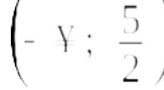 (- ¥ ; 5/2)